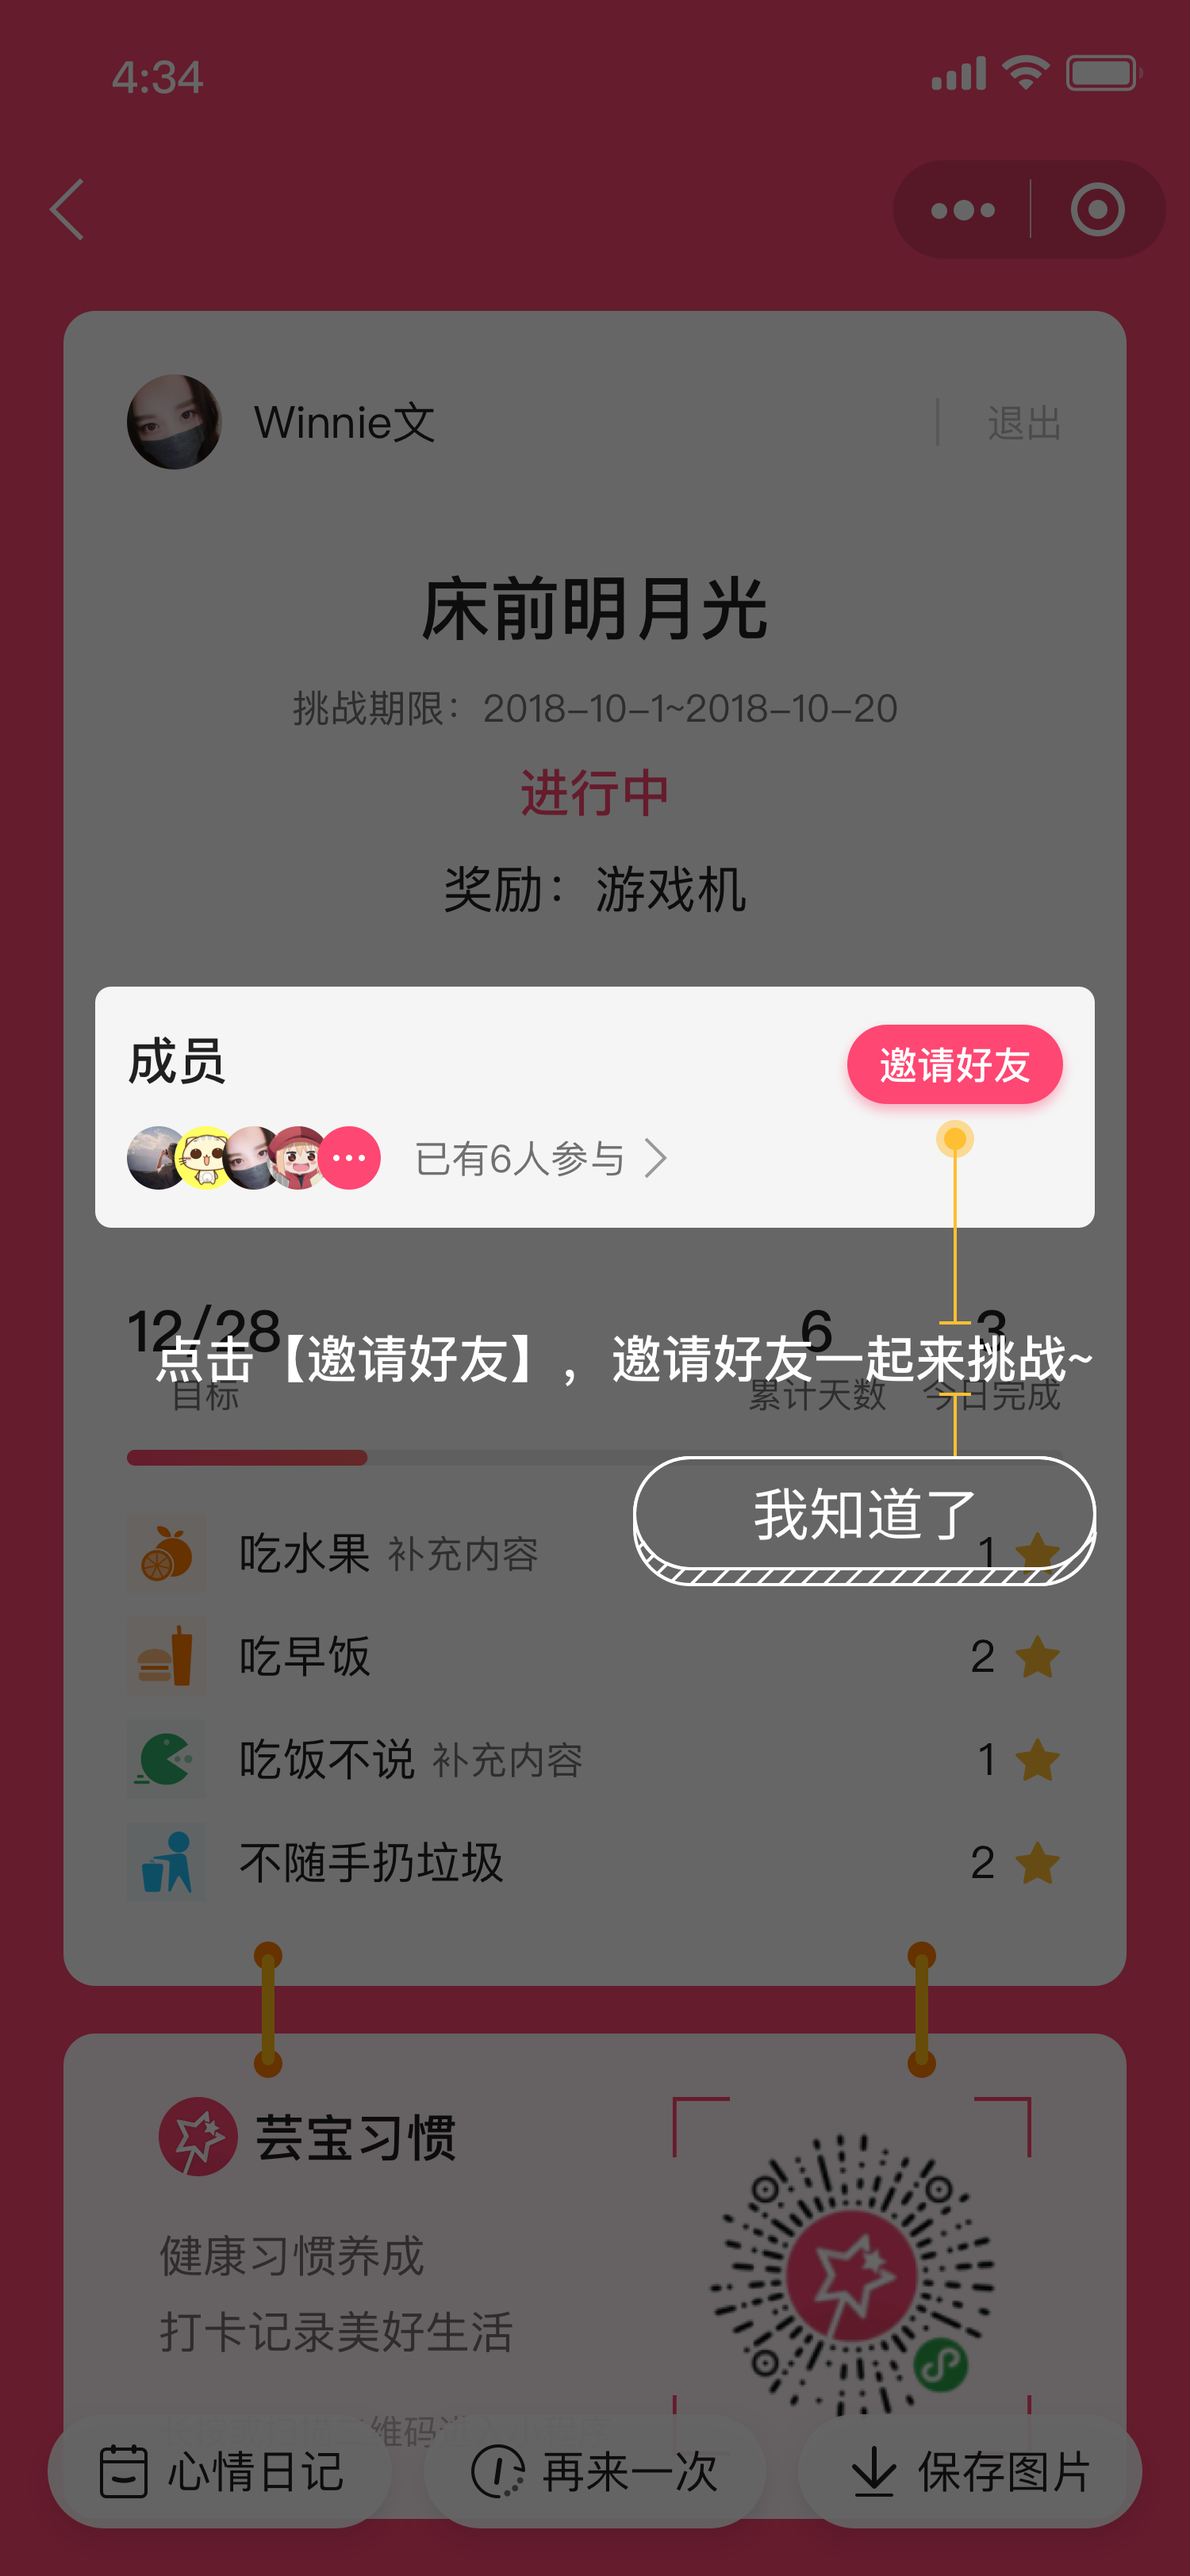 4:34
Winnie文
退出
床前明月光
挑战期限：2018-10-1~2018-10-20
进行中
奖励：游戏机
成员
邀请好友
已有6人参与
12/28
6
3
点击【邀请好友】，邀请好友一起来挑战~
目标
累计天数
今日完成
我知道了
吃水果 补充内容
1
吃早饭
2
吃饭不说 补充内容
1
不随手扔垃圾
2
芸宝习惯
健康习惯养成
打卡记录美好生活
维码
心情日记
再来一次
保存图片